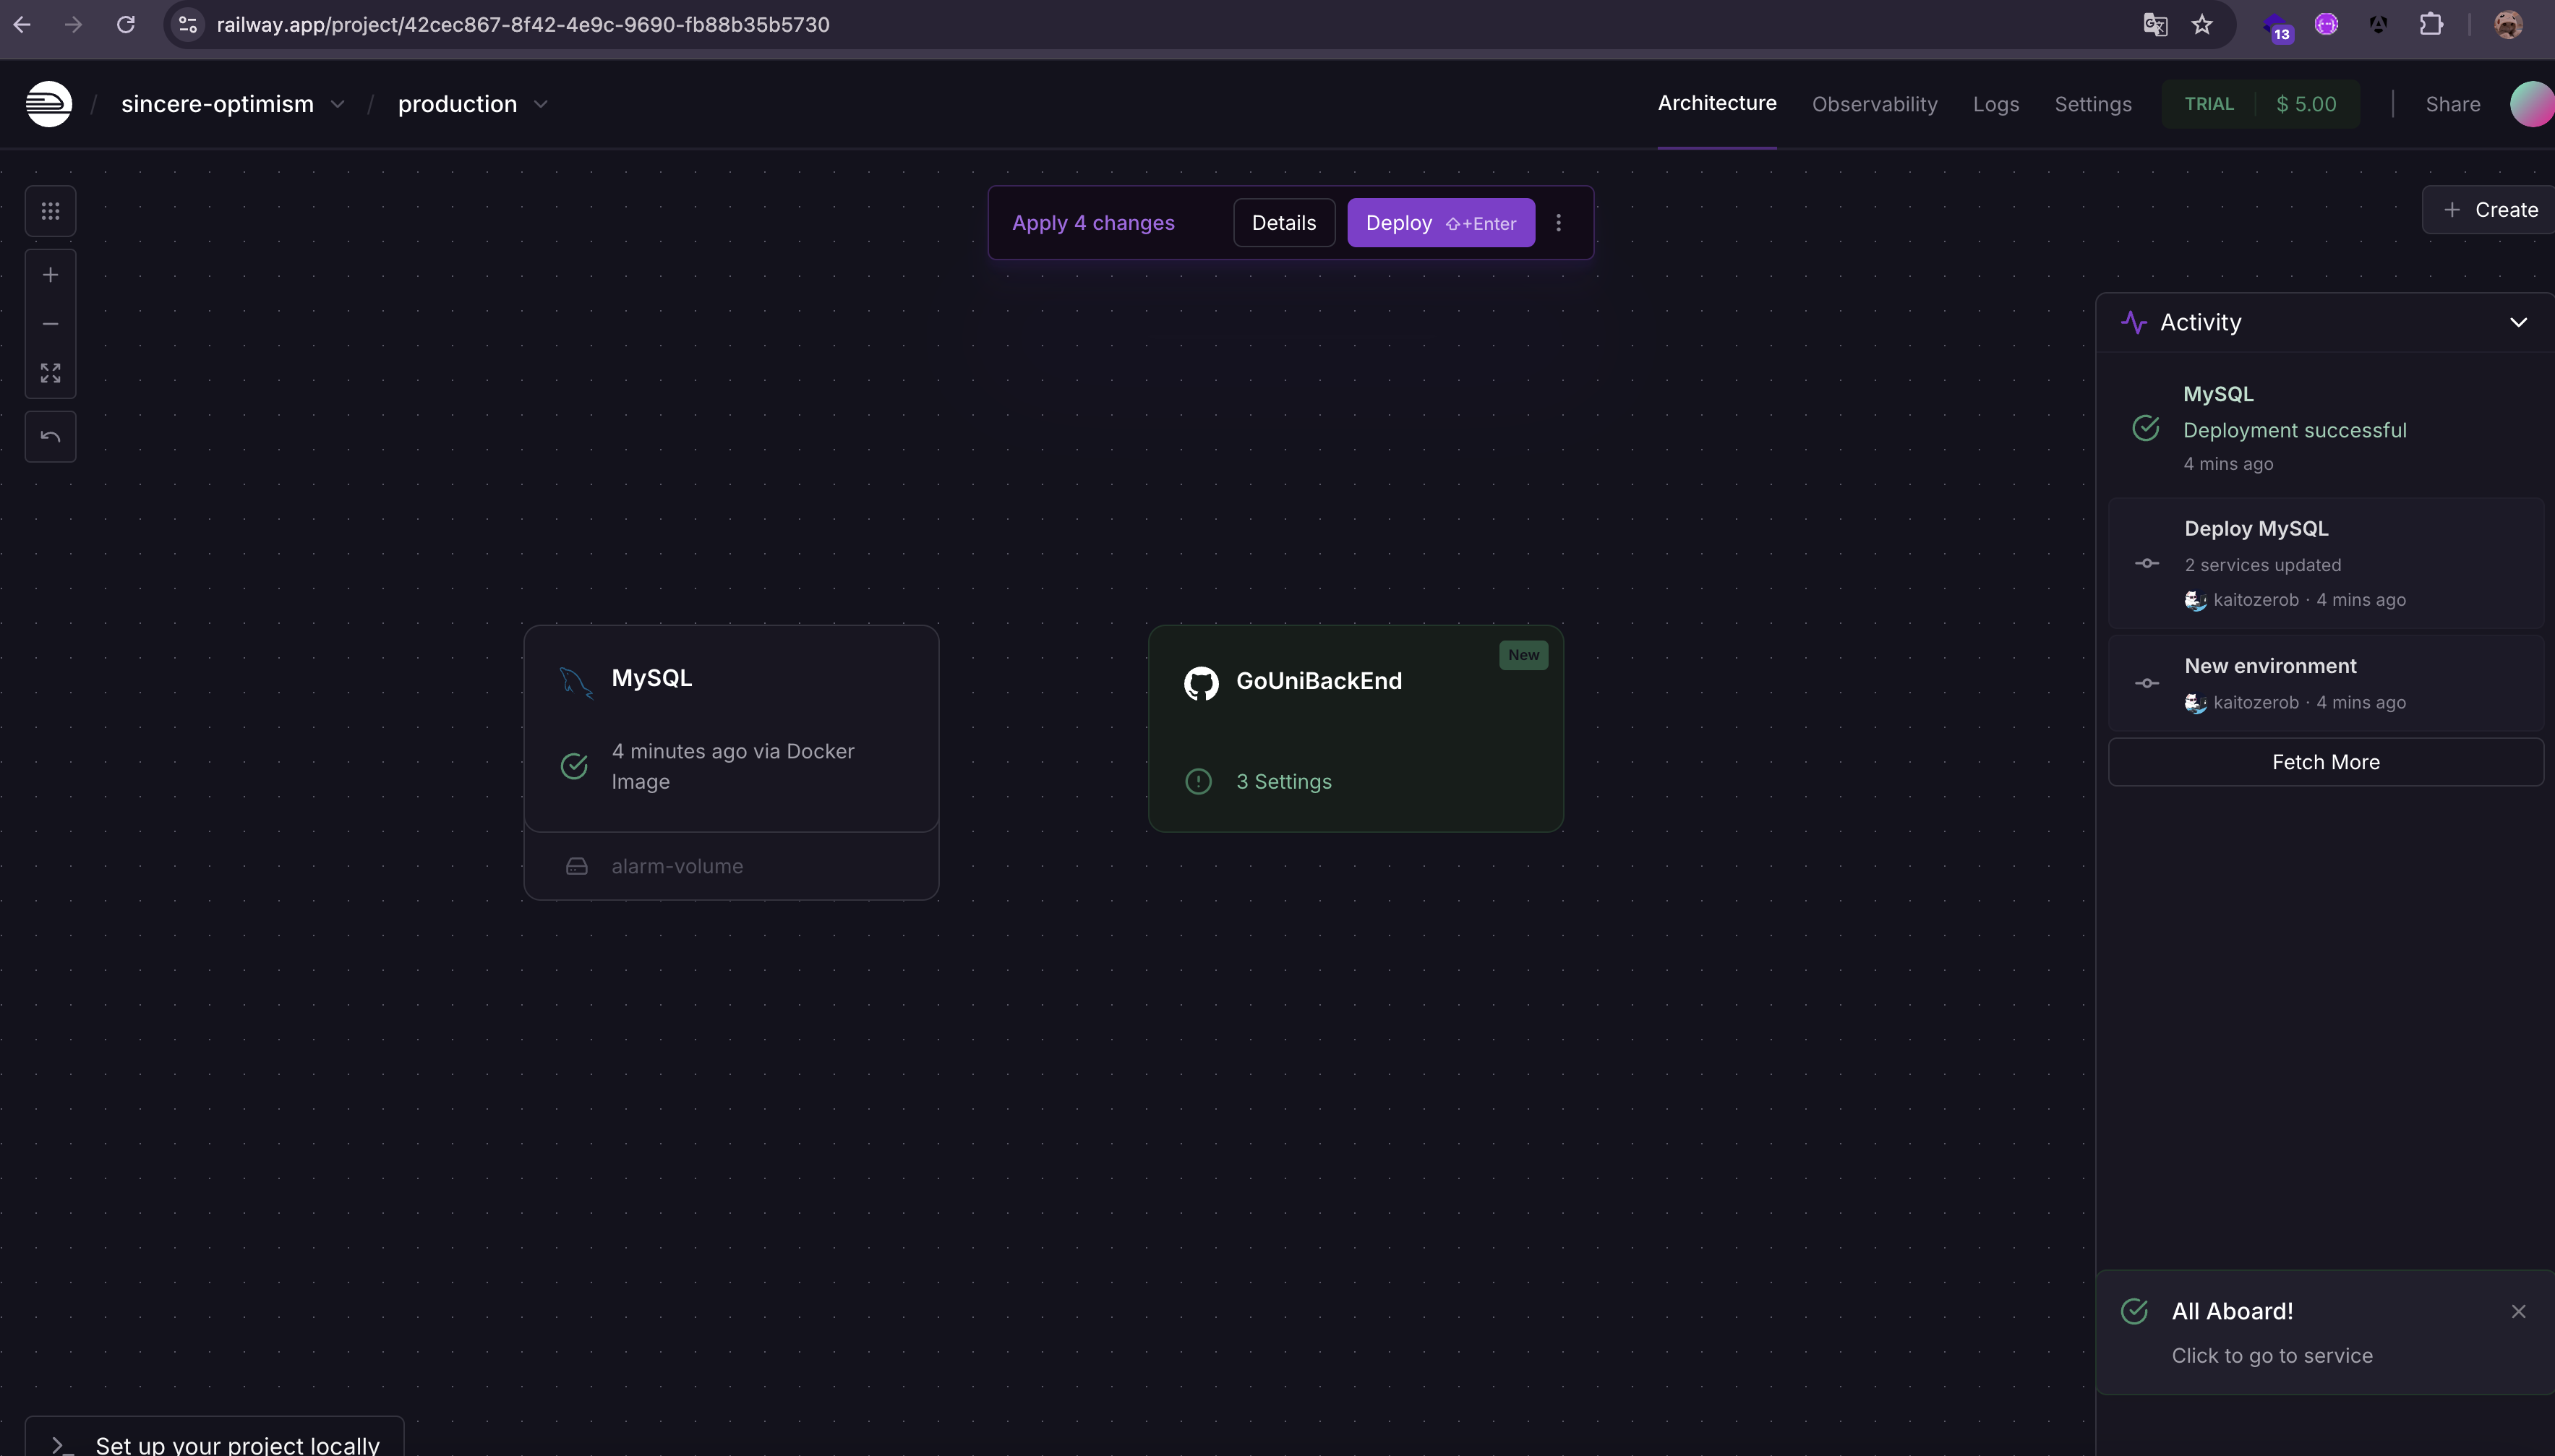 railway.app/project/42cec867-8f42-4e9c-9690-fb88b35b5730
13
/ sincere-optimism / production
Architecture Observability Logs Settings TRIAL $ 5.00 Share
Apply 4 changes Details Deploy ⇧+Enter
+ Create
Activity
MySQL
Deployment successful
4 mins ago
Deploy MySQL
2 services updated
kaitozerob · 4 mins ago
New environment
kaitozerob · 4 mins ago
Fetch More
MySQL
4 minutes ago via Docker
Image
alarm-volume
New
GoUniBackEnd
3 Settings
All Aboard!
Click to go to service
Set up your project locally